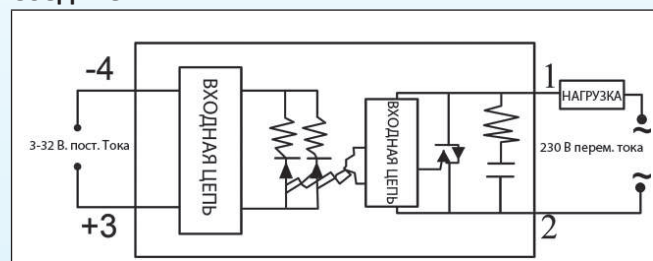 -4
ВХОДНАЯ ЦЕПЬ
3-32 В. пост. Тока
+3
ВХОДНАЯ ЦЕПЬ
1
НАГРУЗКА
~
230 В перем. тока
~
2